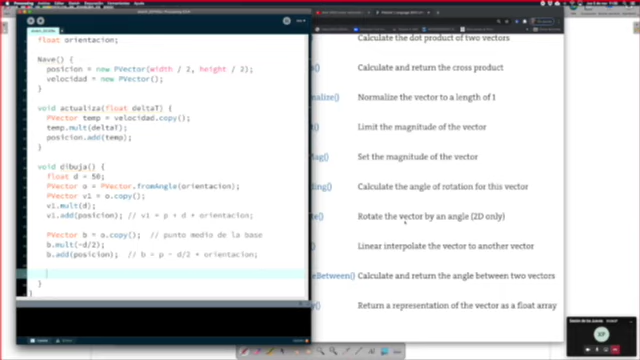 float orientacion;
Nave() {
posicion = new PVector(width / 2, height / 2);
velocidad = new PVector();
}
void actualiza(float deltaT) {
PVector temp = velocidad.copy();
temp.mult(deltaT);
posicion.add(temp);
}
void dibuja() {
float d = 50;
PVector o = PVector.fromAngle(orientacion);
PVector v1 = o.copy();
v1.mult(d);
v1.add(posicion); // v1 = p + d * orientacion;
PVector b = o.copy(); // punto medio de la base
b.mult(-d/2);
b.add(posicion); // b = p - d/2 * orientacion;
}
}
Calculate the dot product of two vectors
Calculate and return the cross product
Normalize the vector to a length of 1
Limit the magnitude of the vector
Set the magnitude of the vector
Calculate the angle of rotation for this vector
Rotate the vector by an angle (2D only)
Linear interpolate the vector to another vector
eBetween() Calculate and return the angle between two vectors
Return a representation of the vector as a float array